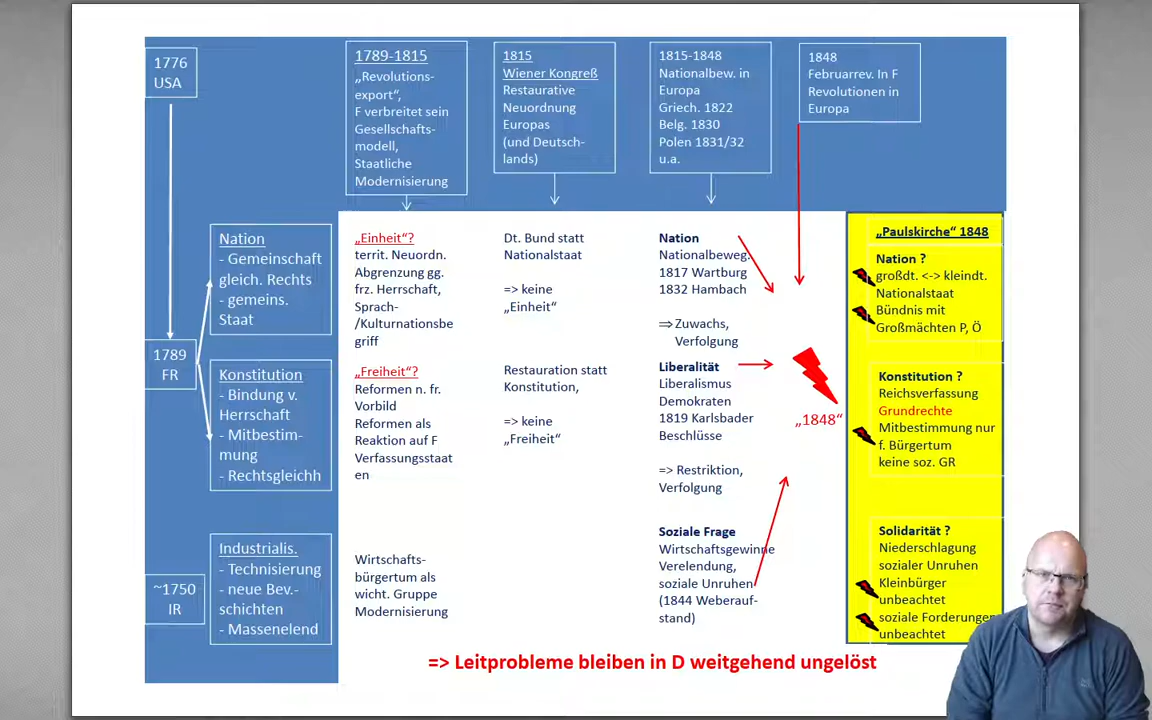 1776
USA
1789
FR
~1750
IR
1789-1815
„Revolutions-
export“,
F verbreitet sein
Gesellschafts-
modell,
Staatliche
Modernisierung
1815
Wiener Kongreß
Restaurative
Neuordnung
Europas
(und Deutsch-
lands)
1815-1848
Nationalbew. in
Europa
Griech. 1822
Belg. 1830
Polen 1831/32
u.a.
1848
Februarrev. In F
Revolutionen in
Europa
Nation
- Gemeinschaft
gleich. Rechts
- gemeins.
Staat
Konstitution
- Bindung v.
Herrschaft
- Mitbestim-
mung
- Rechtsgleichh
Industrialis.
- Technisierung
- neue Bev.-
schichten
- Massenelend
„Einheit“?
territ. Neuordn.
Abgrenzung gg.
frz. Herrschaft,
Sprach-
/Kulturnationsbe
griff
„Freiheit“?
Reformen n. fr.
Vorbild
Reformen als
Reaktion auf F
Verfassungsstaat
en
Wirtschafts-
bürgertum als
wicht. Gruppe
Modernisierung
Dt. Bund statt
Nationalstaat
=> keine
„Einheit“
Restauration statt
Konstitution,
=> keine
„Freiheit“
Nation
Nationalbeweg.
1817 Wartburg
1832 Hambach
⇒ Zuwachs,
Verfolgung
Liberalität
Liberalismus
Demokraten
1819 Karlsbader
Beschlüsse
=> Restriktion,
Verfolgung
Soziale Frage
Wirtschaftsgewinne
Verelendung,
soziale Unruhen
(1844 Weberauf-
stand)
„1848“
„Paulskirche“ 1848
Nation ?
großdt. <-> kleindt.
Nationalstaat
Bündnis mit
Großmächten P, Ö
Konstitution ?
Reichsverfassung
Grundrechte
Mitbestimmung nur
f. Bürgertum
keine soz. GR
Solidarität ?
Niederschlagung
sozialer Unruhen
Kleinbürger
unbeachtet
soziale Forderungen
unbeachtet
=> Leitprobleme bleiben in D weitgehend ungelöst